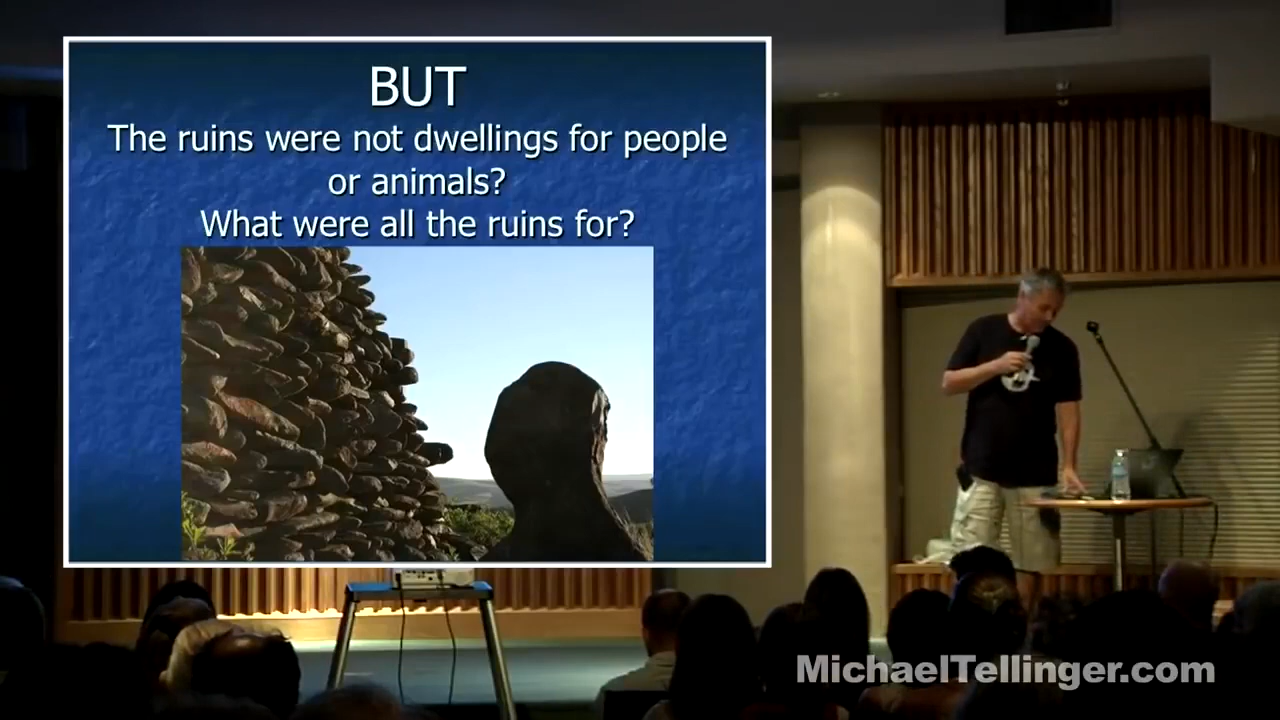 BUT
The ruins were not dwellings for people
or animals?
What were all the ruins for?
MichaelTellinger.com